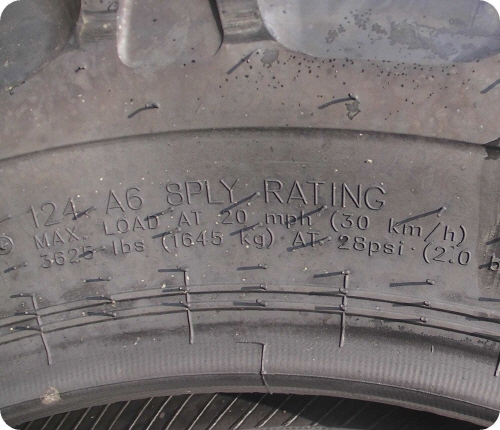 124 A6 8PLY RATING
MAX. LOAD AT 20 mph (30 km/h)
3625 lbs (1645 kg) AT 28psi (2.0